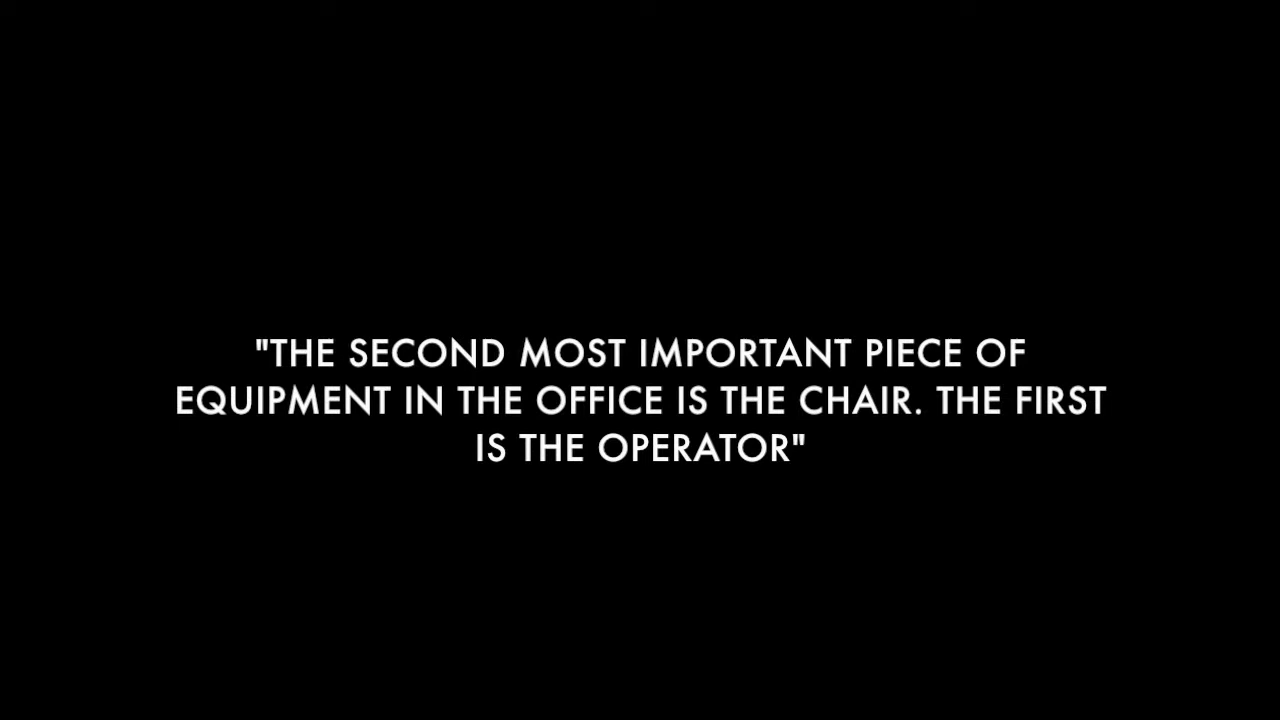 "THE SECOND MOST IMPORTANT PIECE OF
EQUIPMENT IN THE OFFICE IS THE CHAIR. THE FIRST
IS THE OPERATOR"